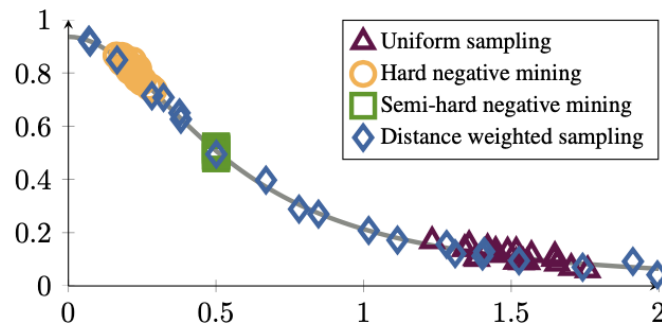 1
0.8
0.6
0.4
0.2
0
0
0.5
1
1.5
2
Uniform sampling
Hard negative mining
Semi-hard negative mining
Distance weighted sampling